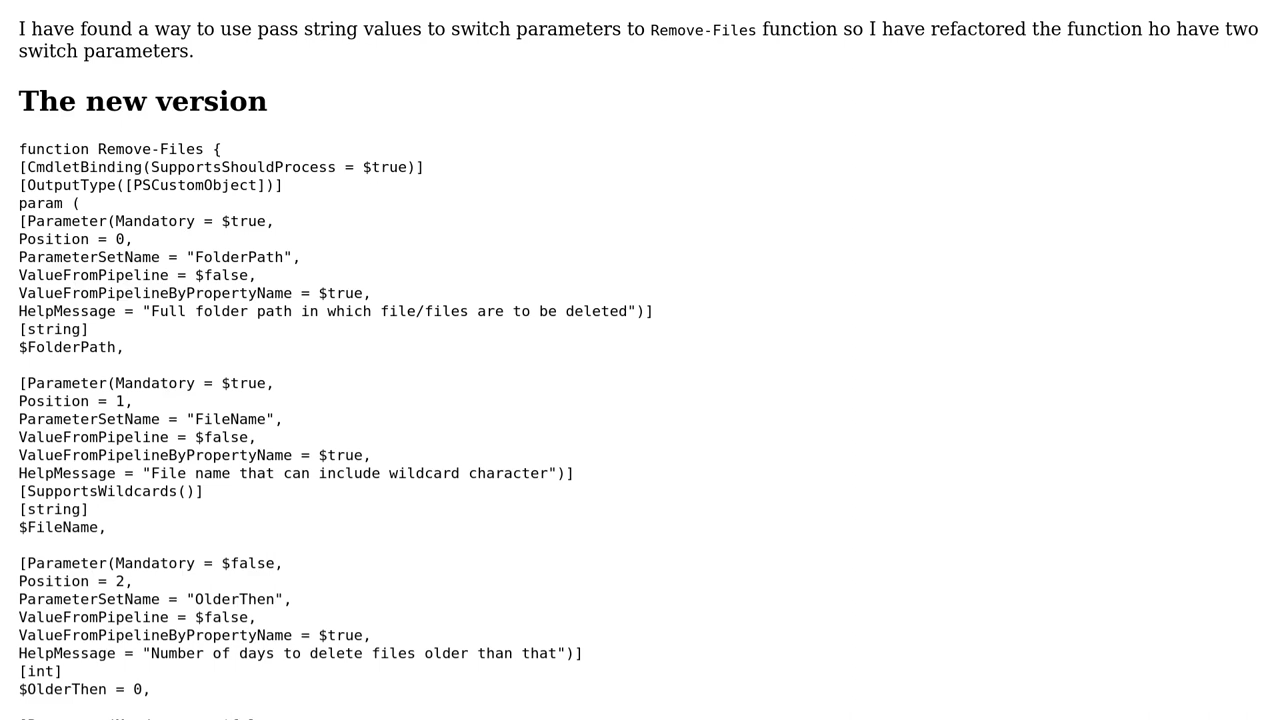 I have found a way to use pass string values to switch parameters to Remove-Files function so I have refactored the function ho have two
switch parameters.
The new version
function Remove-Files {
[CmdletBinding(SupportsShouldProcess = $true)]
[OutputType([PSCustomObject])]
param (
[Parameter(Mandatory = $true,
Position = 0,
ParameterSetName = "FolderPath",
ValueFromPipeline = $false,
ValueFromPipelineByPropertyName = $true,
HelpMessage = "Full folder path in which file/files are to be deleted")]
[string]
$FolderPath,
[Parameter(Mandatory = $true,
Position = 1,
ParameterSetName = "FileName",
ValueFromPipeline = $false,
ValueFromPipelineByPropertyName = $true,
HelpMessage = "File name that can include wildcard character")]
[SupportsWildcards()]
[string]
$FileName,
[Parameter(Mandatory = $false,
Position = 2,
ParameterSetName = "OlderThen",
ValueFromPipeline = $false,
ValueFromPipelineByPropertyName = $true,
HelpMessage = "Number of days to delete files older than that")]
[int]
$OlderThen = 0,